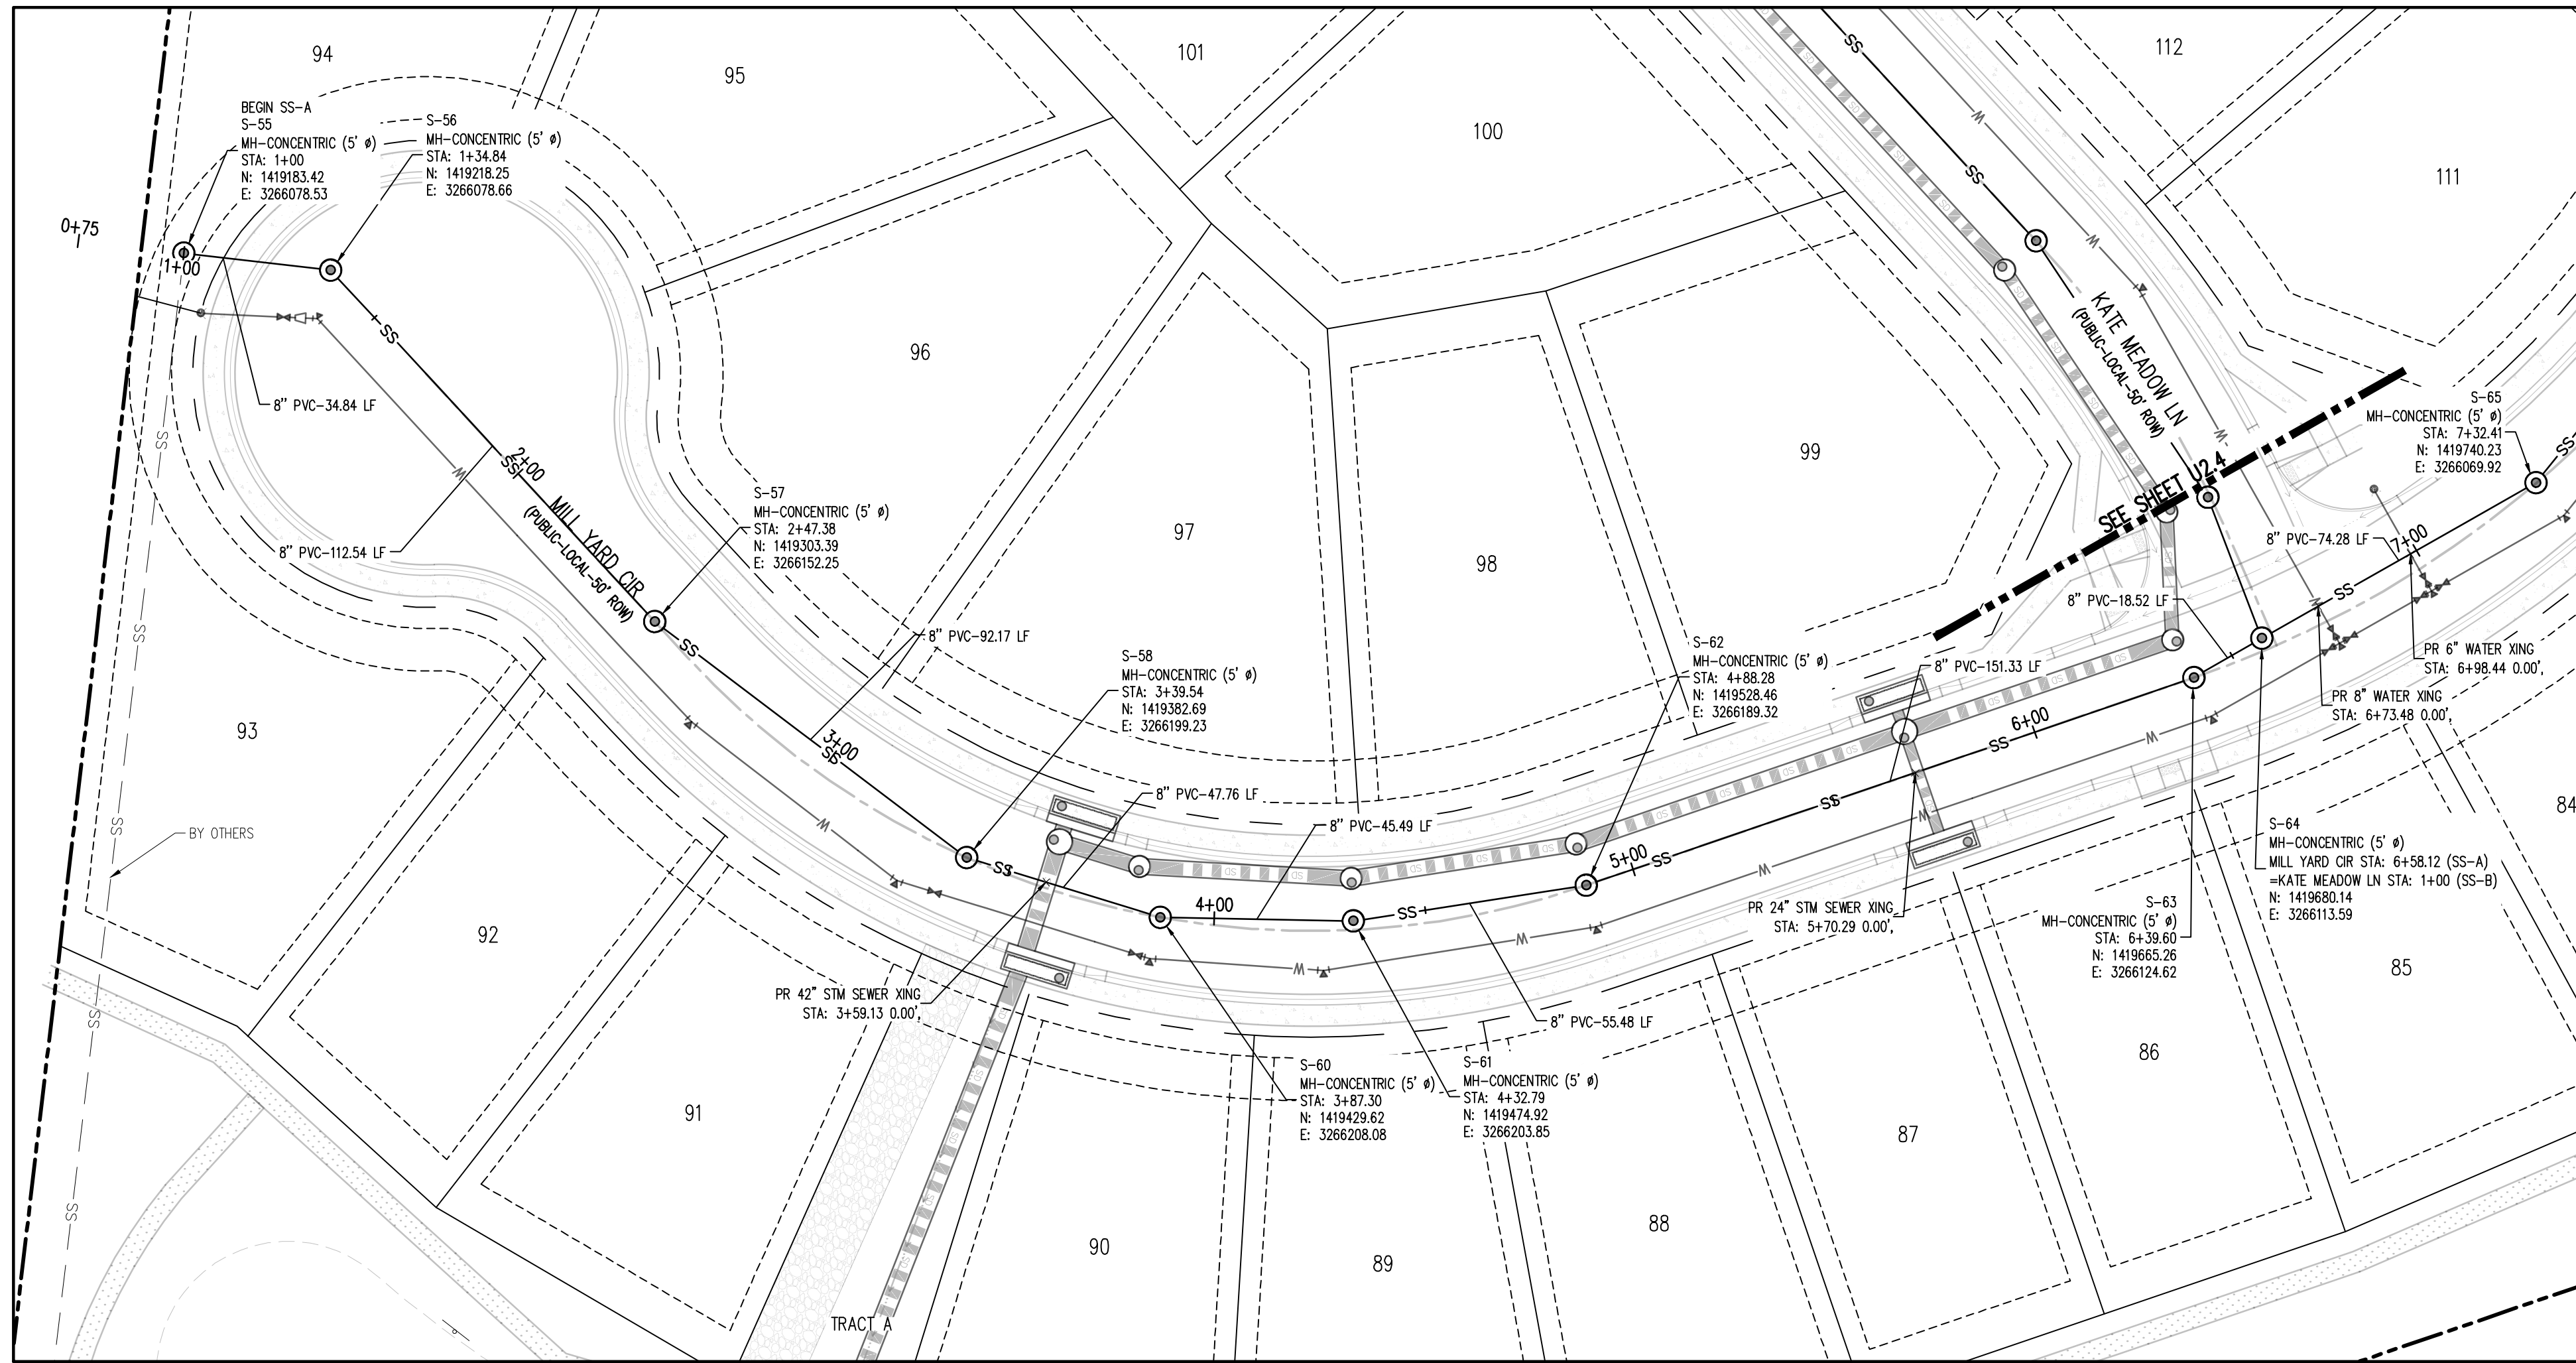 94
95
101
100
112
111
BEGIN SS-A
S-55
MH-CONCENTRIC (5' ø)
STA: 1+00
N: 1419183.42
E: 3266078.53
S-56
MH-CONCENTRIC (5' ø)
STA: 1+34.84
N: 1419218.25
E: 3266078.66
0+75
1+00
8" PVC-34.84 LF
SS
W
96
97
98
99
2+00
SS
MILL YARD CIR
(PUBLIC-LOCAL-50' ROW)
8" PVC-112.54 LF
S-57
MH-CONCENTRIC (5' ø)
STA: 2+47.38
N: 1419303.39
E: 3266152.25
KATE MEADOW LN
(PUBLIC-LOCAL-50' ROW)
SEE SHEET U2.4
S-65
MH-CONCENTRIC (5' ø)
STA: 7+32.41
N: 1419740.23
E: 3266069.92
8" PVC-74.28 LF
7+00
8" PVC-18.52 LF
8" PVC-92.17 LF
S-58
MH-CONCENTRIC (5' ø)
STA: 3+39.54
N: 1419382.69
E: 3266199.23
S-62
MH-CONCENTRIC (5' ø)
STA: 4+88.28
N: 1419528.46
E: 3266189.32
8" PVC-151.33 LF
PR 6" WATER XING
STA: 6+98.44 0.00',
PR 8" WATER XING
STA: 6+73.48 0.00',
93
3+00
SS
6+00
SS
8" PVC-47.76 LF
8" PVC-45.49 LF
BY OTHERS
84
5+00
SS
4+00
S-64
MH-CONCENTRIC (5' ø)
MILL YARD CIR STA: 6+58.12 (SS-A)
=KATE MEADOW LN STA: 1+00 (SS-B)
N: 1419680.14
E: 3266113.59
PR 24" STM SEWER XING
STA: 5+70.29 0.00',
S-63
MH-CONCENTRIC (5' ø)
STA: 6+39.60
N: 1419665.26
E: 3266124.62
92
85
PR 42" STM SEWER XING
STA: 3+59.13 0.00',
8" PVC-55.48 LF
S-60
MH-CONCENTRIC (5' ø)
STA: 3+87.30
N: 1419429.62
E: 3266208.08
S-61
MH-CONCENTRIC (5' ø)
STA: 4+32.79
N: 1419474.92
E: 3266203.85
91
86
87
88
90
89
TRACT A